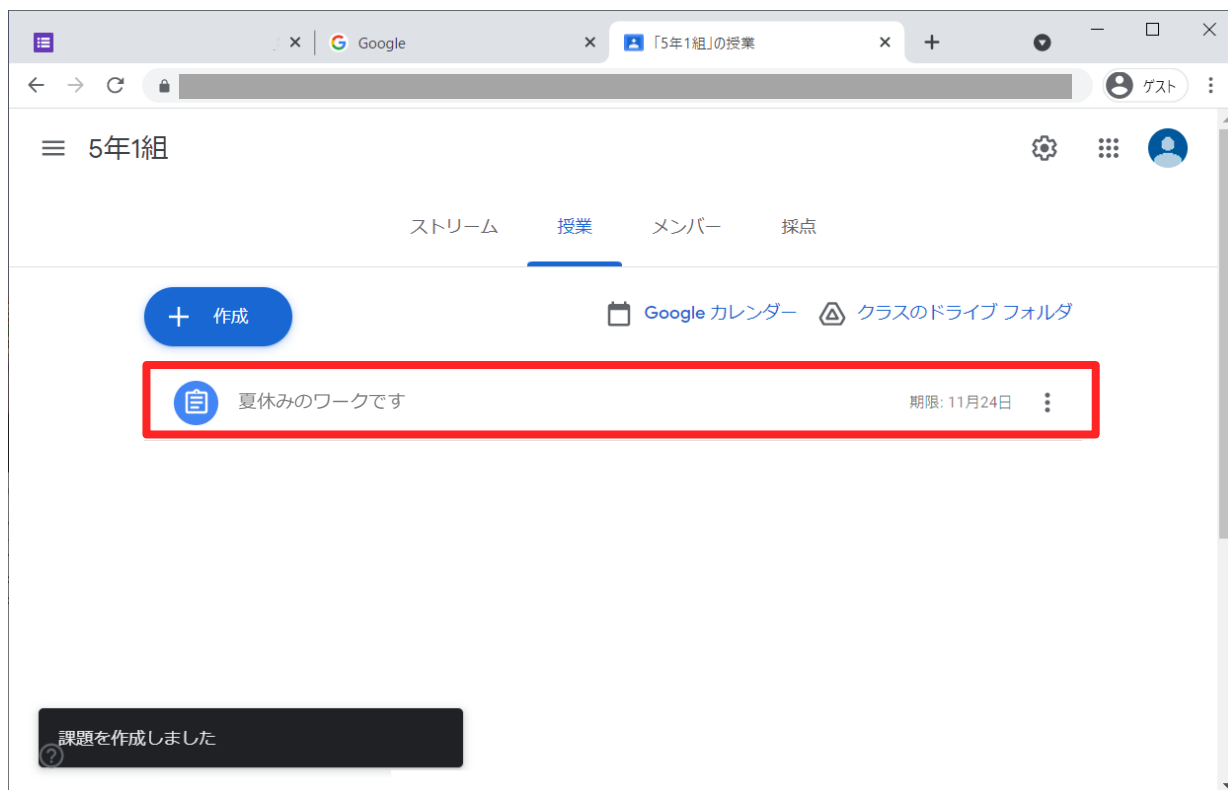 Google
「5年1組」の授業
ゲスト
5年1組
ストリーム 授業 メンバー 採点
作成 Google カレンダー クラスのドライブ フォルダ
夏休みのワークです 期限: 11月24日
課題を作成しました